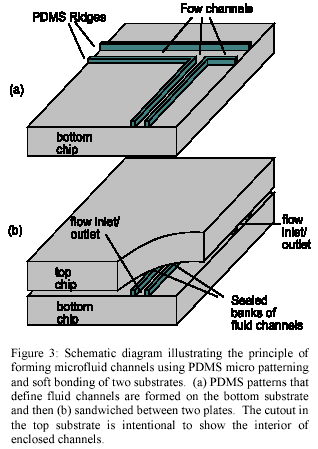 PDMS Ridges
Fow channels
(a)
bottom
chip
(b)
flow inlet/
outlet
flow
inlet/
outlet
top
chip
bottom
chip
Sealed
banks of
fluid channels
Figure 3: Schematic diagram illustrating the principle of
forming microfluid channels using PDMS micro patterning
and soft bonding of two substrates. (a) PDMS patterns that
define fluid channels are formed on the bottom substrate
and then (b) sandwiched between two plates. The cutout in
the top substrate is intentional to show the interior of
enclosed channels.